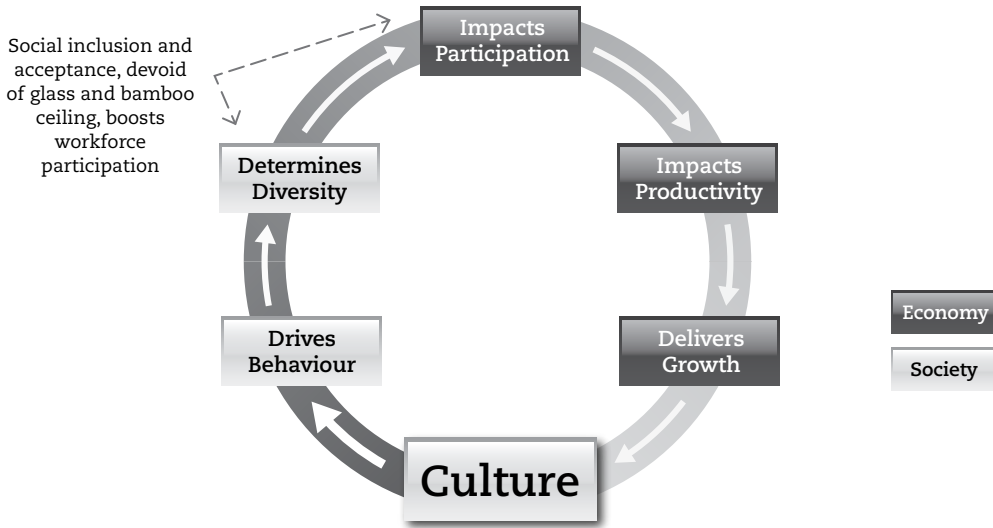 Social inclusion and
acceptance, devoid
of glass and bamboo
ceiling, boosts
workforce
participation
Impacts
Participation
Impacts
Productivity
Delivers
Growth
Culture
Drives
Behaviour
Determines
Diversity
Economy
Society